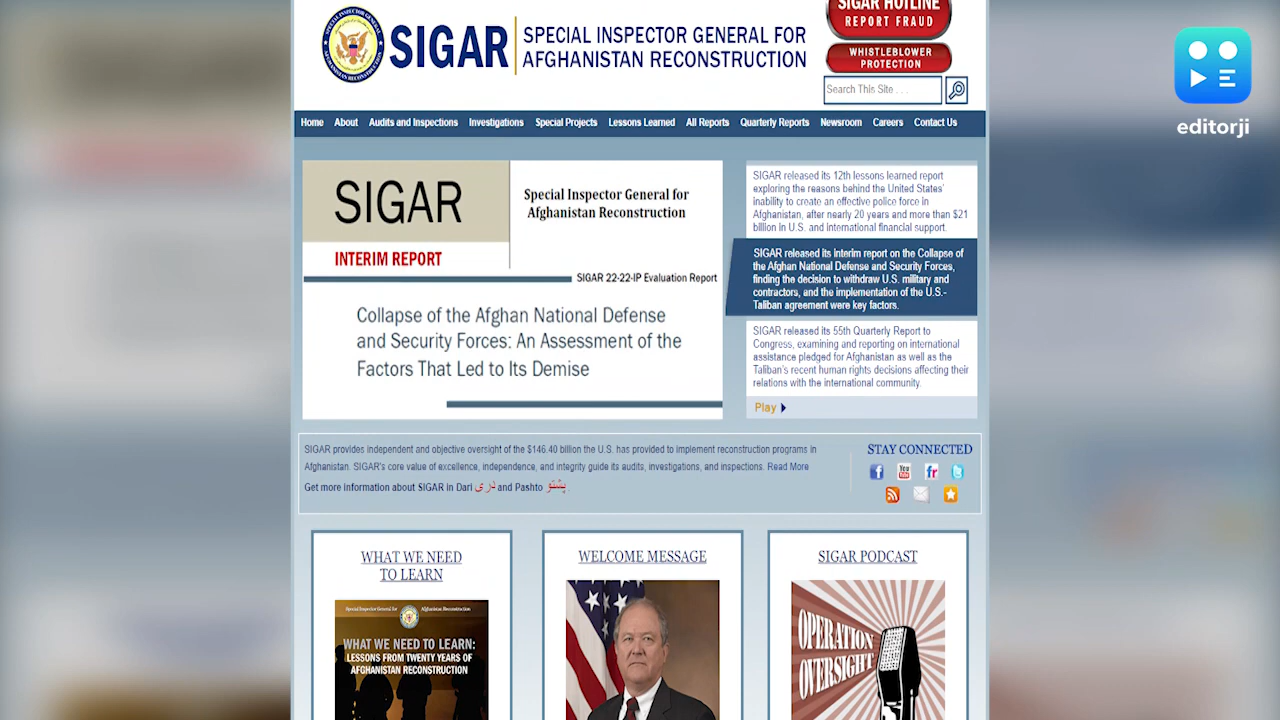 SIGAR HOTLINE
REPORT FRAUD
SIGAR
SPECIAL INSPECTOR GENERAL FOR
AFGHANISTAN RECONSTRUCTION
WHISTLEBLOWER
PROTECTION
Search This Site . . .
editorji
Home About Audits and Inspections Investigations Special Projects Lessons Learned All Reports Quarterly Reports Newsroom Careers Contact Us
SIGAR
Special Inspector General for
Afghanistan Reconstruction
INTERIM REPORT
SIGAR 22-22-IP Evaluation Report
Collapse of the Afghan National Defense
and Security Forces: An Assessment of the
Factors That Led to Its Demise
SIGAR released its 12th lessons learned report
exploring the reasons behind the United States'
inability to create an effective police force in
Afghanistan, after nearly 20 years and more than $21
billion in U.S. and international financial support.
SIGAR released its interim report on the Collapse of
the Afghan National Defense and Security Forces,
finding the decision to withdraw U.S. military and
contractors, and the implementation of the U.S.-
Taliban agreement were key factors.
SIGAR released its 55th Quarterly Report to
Congress, examining and reporting on international
assistance pledged for Afghanistan as well as the
Taliban's recent human rights decisions affecting their
relations with the international community.
Play
SIGAR provides independent and objective oversight of the $146.40 billion the U.S. has provided to implement reconstruction programs in
Afghanistan. SIGAR's core value of excellence, independence, and integrity guide its audits, investigations, and inspections. Read More
Get more information about SIGAR in Dari دری and Pashto پښتو .
STAY CONNECTED
WHAT WE NEED
TO LEARN
Special Inspector General for Afghanistan Reconstruction
WHAT WE NEED TO LEARN:
LESSONS FROM TWENTY YEARS OF
AFGHANISTAN RECONSTRUCTION
WELCOME MESSAGE
SIGAR PODCAST
OPERATION
OVERSIGHT